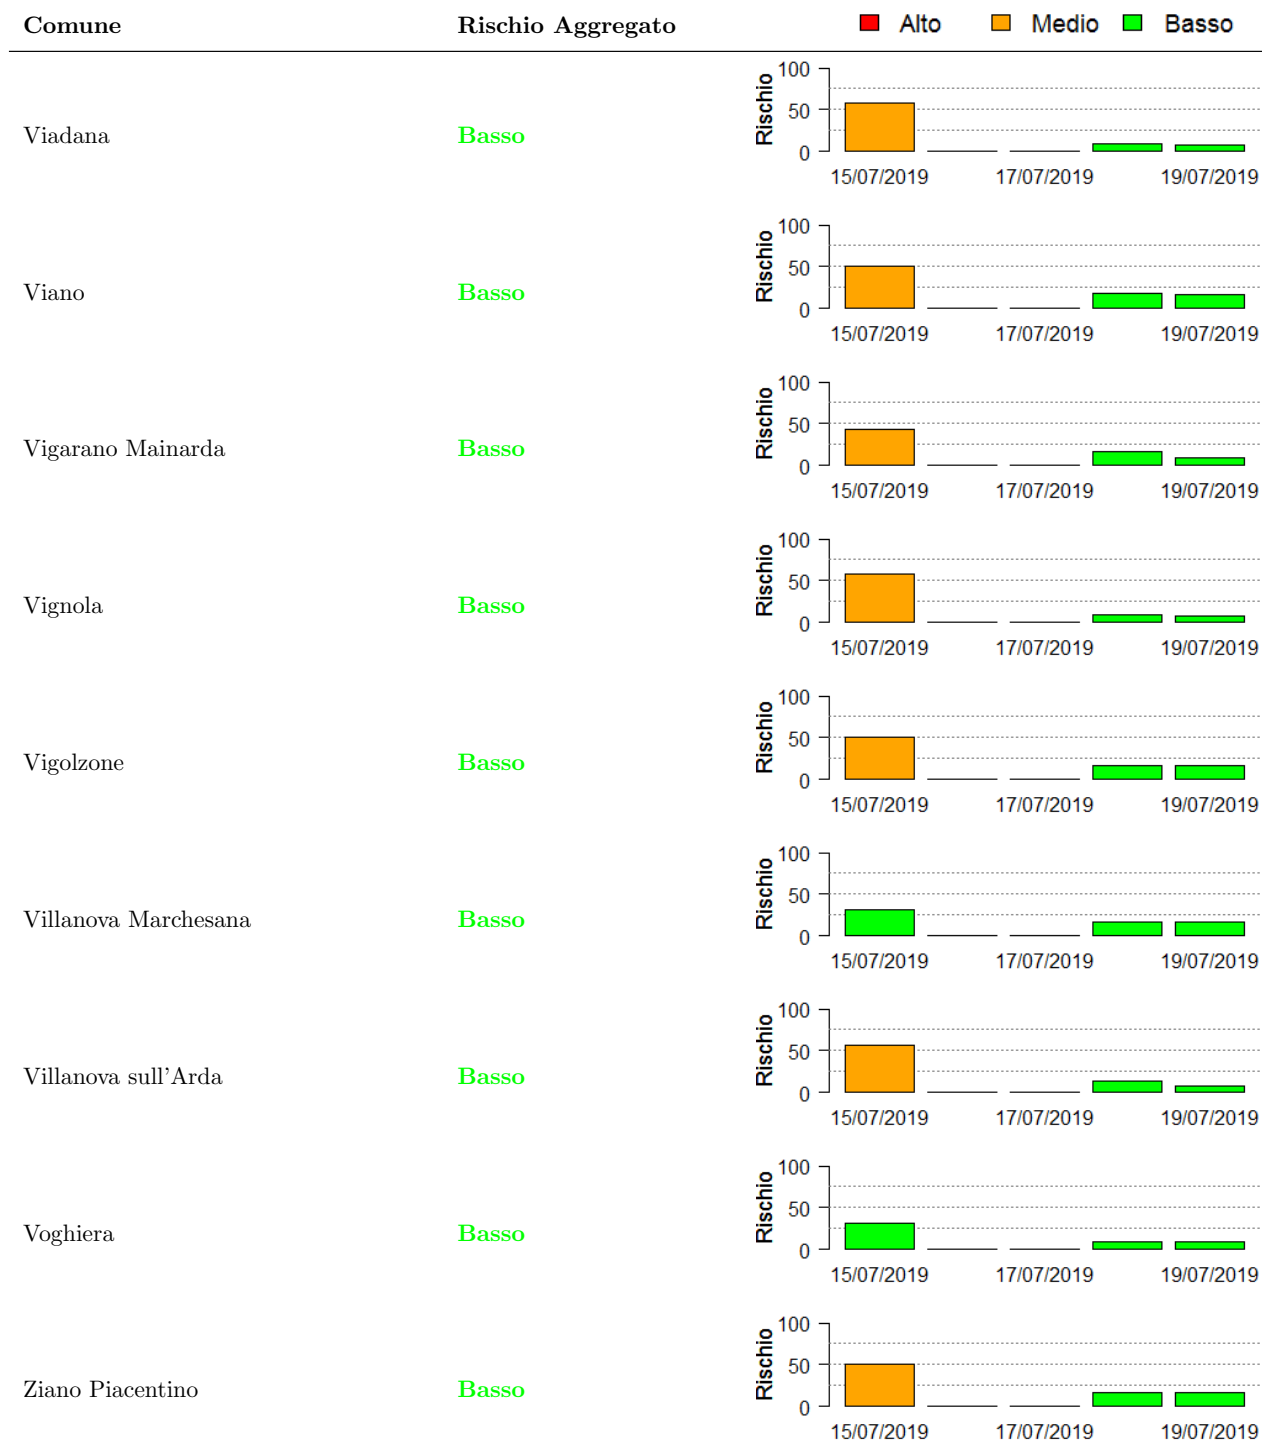 Comune Rischio Aggregato Alto Medio Basso
Viadana Basso Rischio 100 50 0
15/07/2019 17/07/2019 19/07/2019
Viano Basso Rischio 100 50 0
15/07/2019 17/07/2019 19/07/2019
Vigarano Mainarda Basso Rischio 100 50 0
15/07/2019 17/07/2019 19/07/2019
Vignola Basso Rischio 100 50 0
15/07/2019 17/07/2019 19/07/2019
Vigolzone Basso Rischio 100 50 0
15/07/2019 17/07/2019 19/07/2019
Villanova Marchesana Basso Rischio 100 50 0
15/07/2019 17/07/2019 19/07/2019
Villanova sull'Arda Basso Rischio 100 50 0
15/07/2019 17/07/2019 19/07/2019
Voghiera Basso Rischio 100 50 0
15/07/2019 17/07/2019 19/07/2019
Ziano Piacentino Basso Rischio 100 50 0
15/07/2019 17/07/2019 19/07/2019